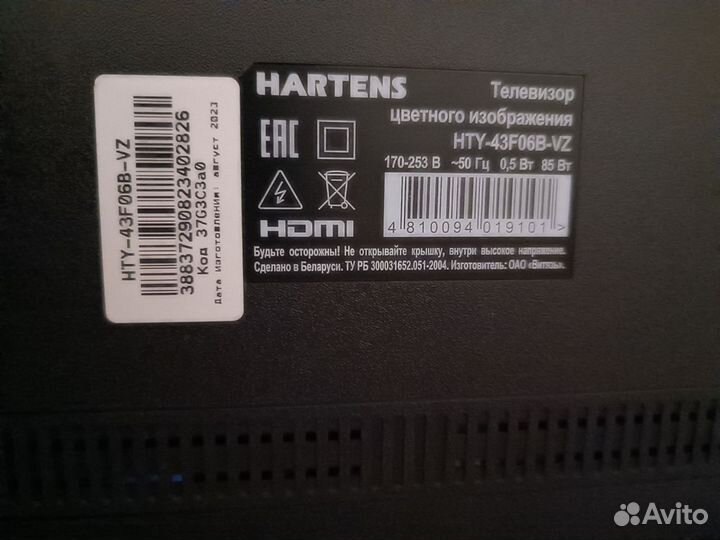 HTY-43F06B-VZ
38837290823402826
Код 37G3C3a0
Дата Изготовления: август 2023
HARTENS
Телевизор
цветного изображения
HTY-43F06B-VZ
170-253 В ~50 Гц 0,5 Вт 85 Вт
EAC
HDMI
4 810094 019101 >
Будьте осторожны! Не открывайте крышку, внутри высокое напряжение.
Сделано в Беларуси. ТУ РБ 300031652.051-2004. Изготовитель: ОАО «Витязь».
Avito